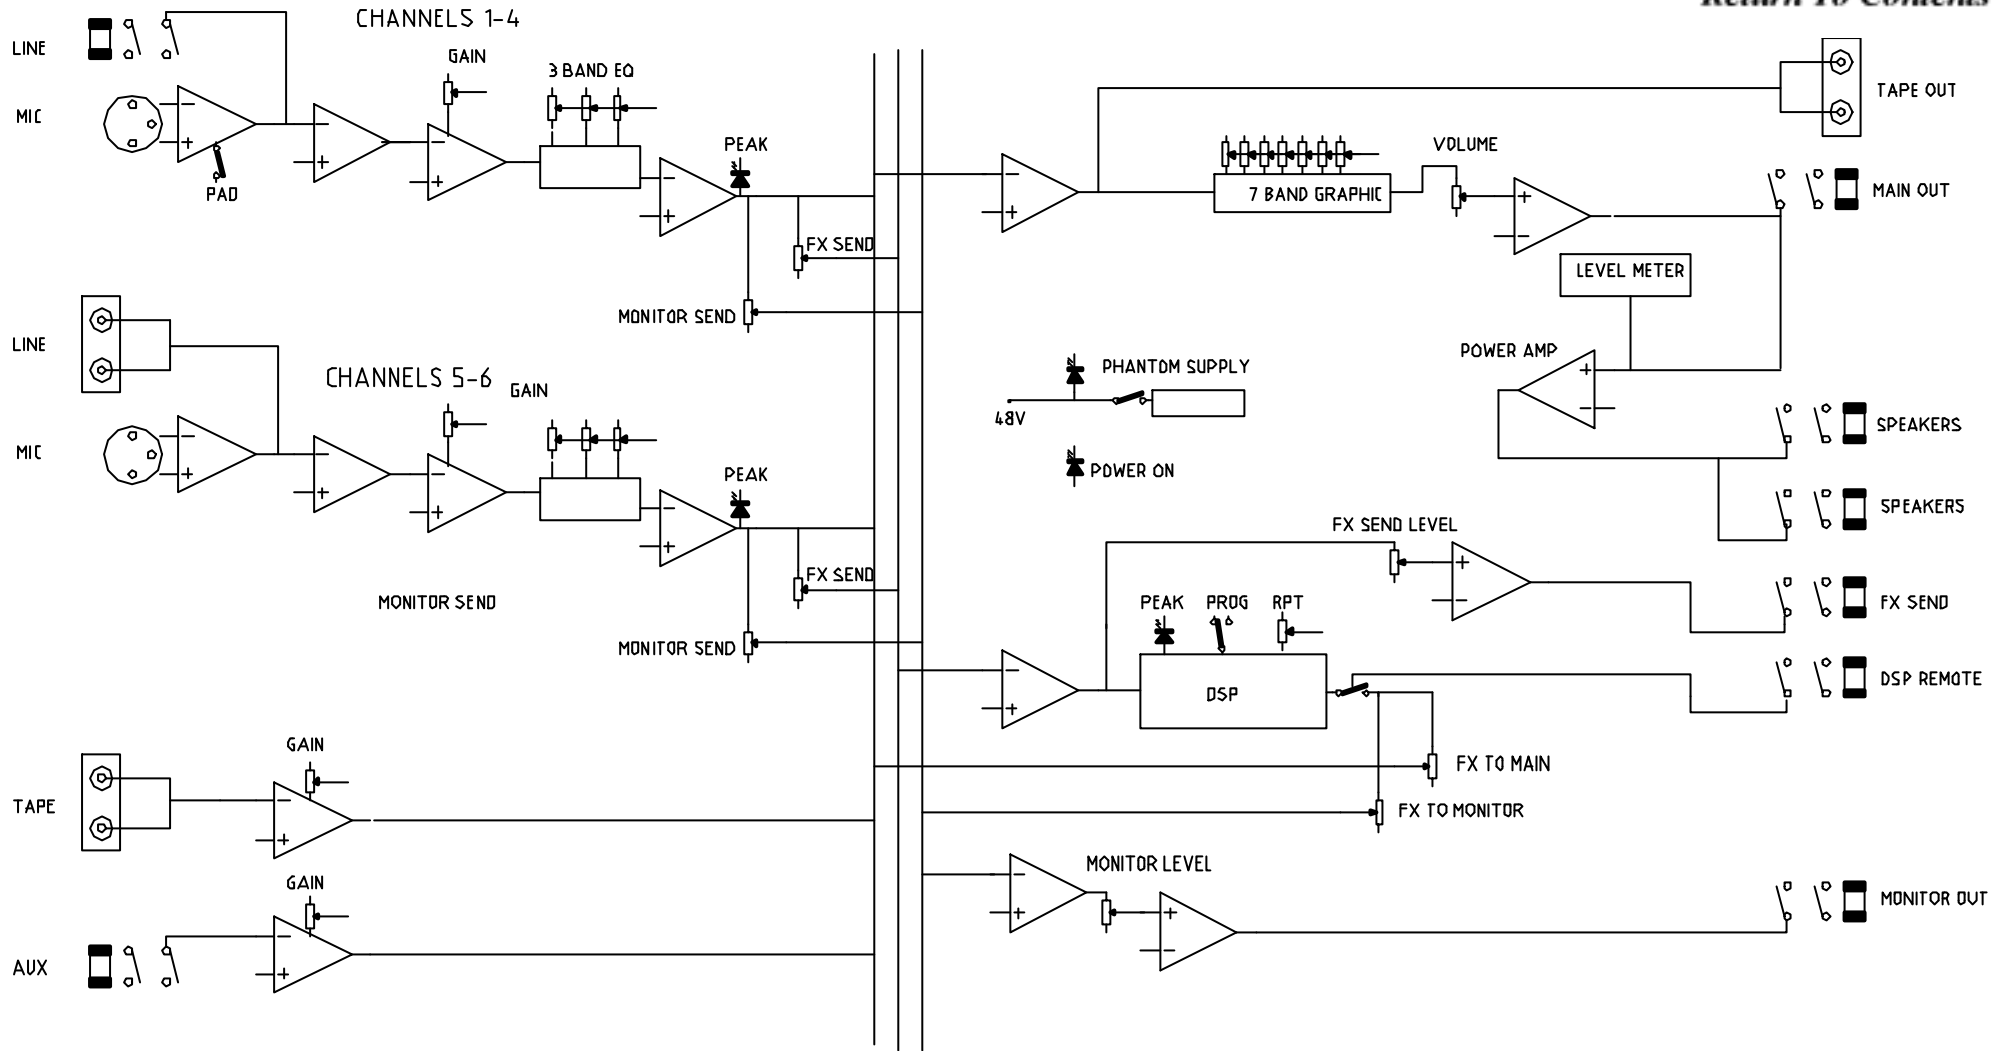 Return To Contents
CHANNELS 1-4
LINE
GAIN
3 BAND EQ
MIC
PAD
PEAK
FX SEND
MONITOR SEND
LINE
CHANNELS 5-6
GAIN
MIC
PEAK
FX SEND
MONITOR SEND
MONITOR SEND
TAPE
GAIN
AUX
GAIN
TAPE OUT
VOLUME
7 BAND GRAPHIC
MAIN OUT
LEVEL METER
POWER AMP
PHANTOM SUPPLY
48V
POWER ON
SPEAKERS
SPEAKERS
FX SEND LEVEL
PEAK PROG RPT
FX SEND
DSP
DSP REMOTE
FX TO MAIN
FX TO MONITOR
MONITOR LEVEL
MONITOR OUT